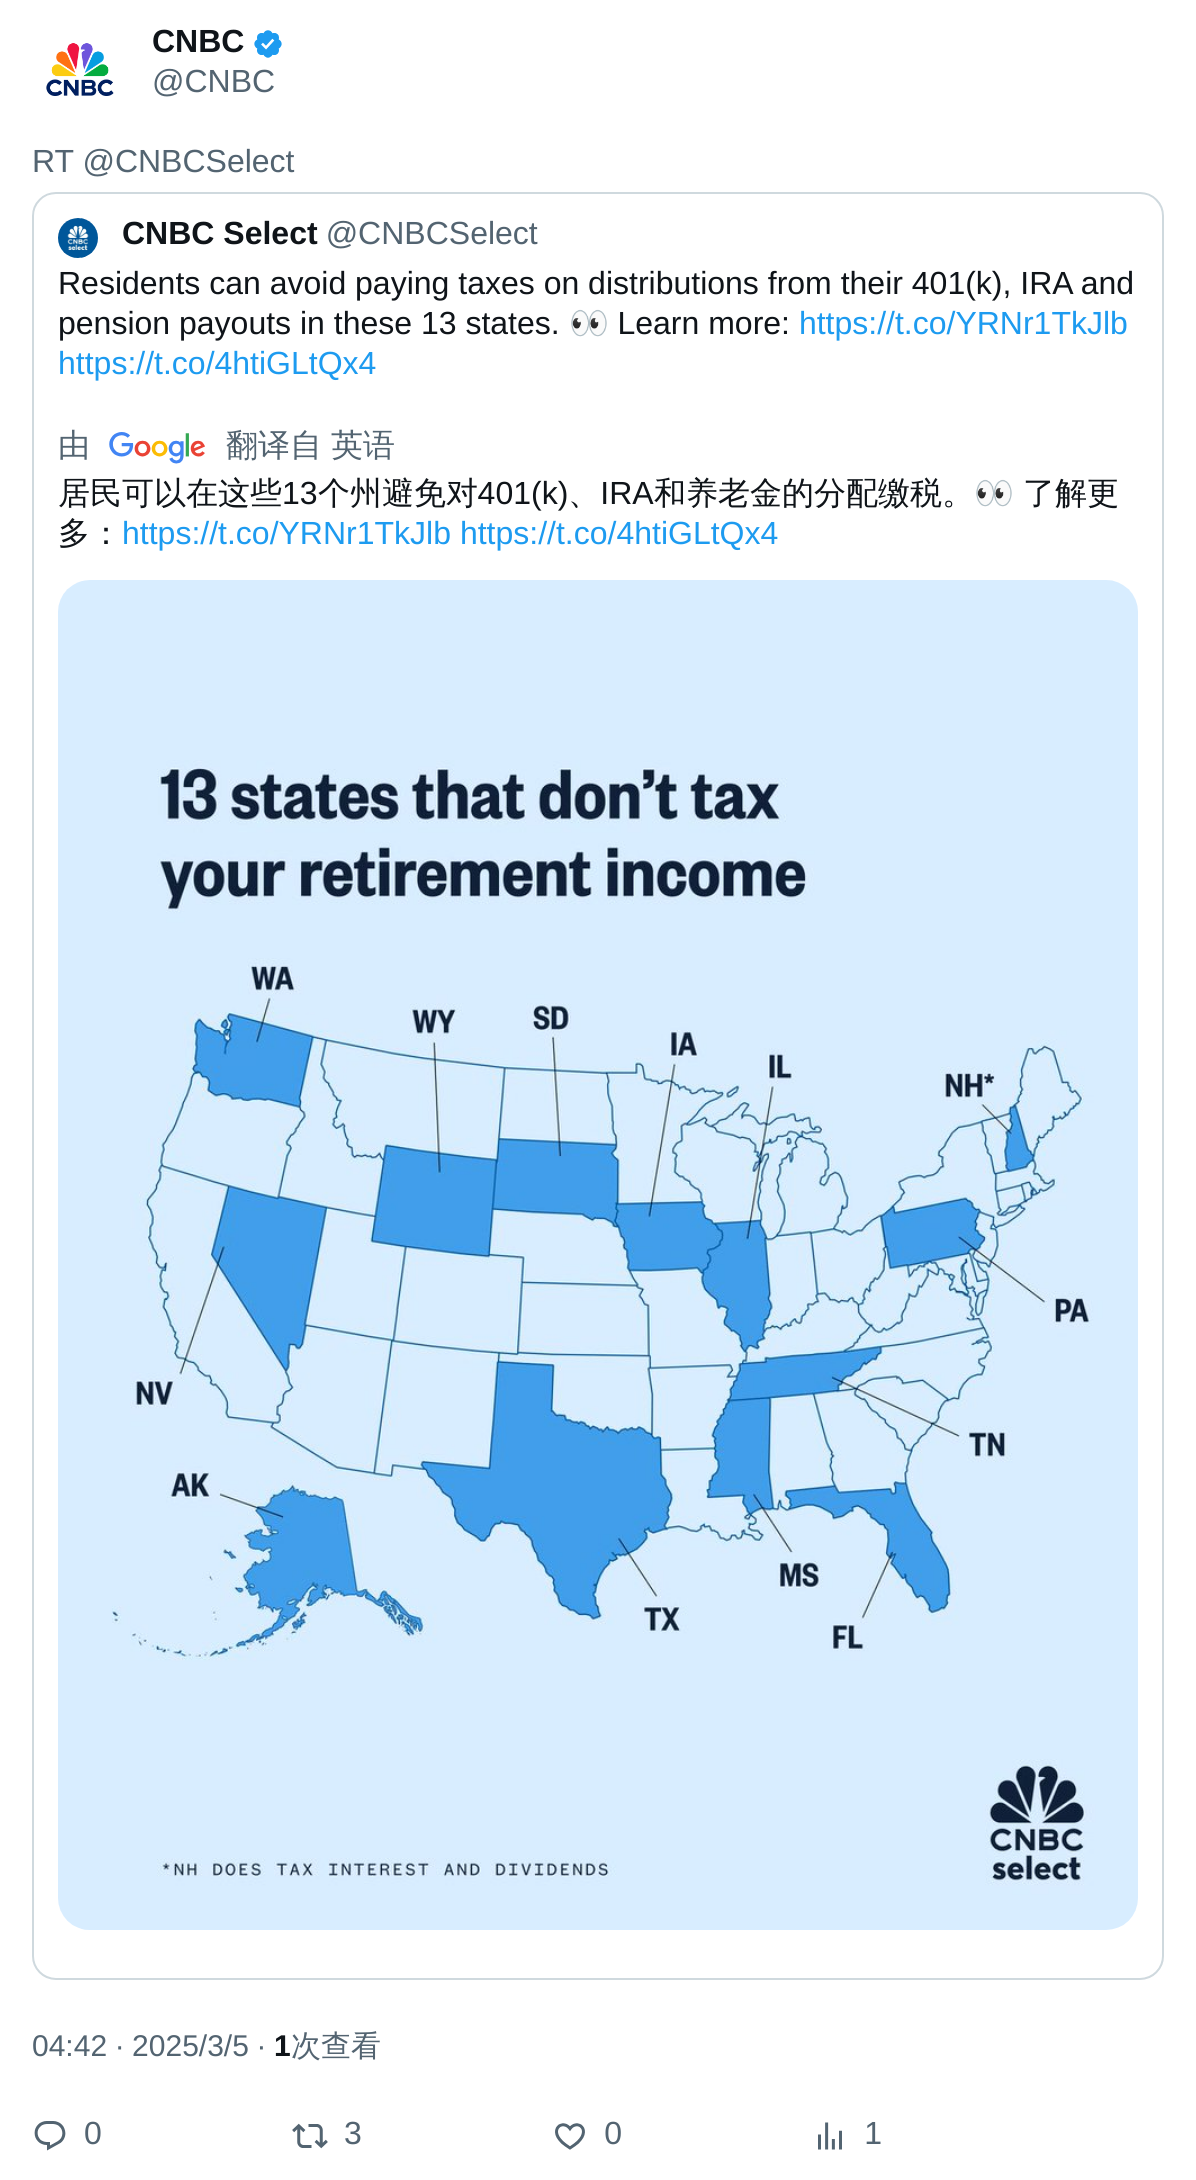 CNBC
@CNBC
CNBC
RT @CNBCSelect
CNBC select
CNBC Select @CNBCSelect
Residents can avoid paying taxes on distributions from their 401(k), IRA and
pension payouts in these 13 states. 👀 Learn more: https://t.co/YRNr1TkJlb
https://t.co/4htiGLtQx4
由 Google 翻译自 英语
居民可以在这些13个州避免对401(k)、IRA和养老金的分配缴税。👀 了解更
多：https://t.co/YRNr1TkJlb https://t.co/4htiGLtQx4
13 states that don’t tax
your retirement income
WA
WY
SD
IA
IL
NH*
PA
NV
TN
AK
MS
TX
FL
CNBC
select
*NH DOES TAX INTEREST AND DIVIDENDS
04:42 · 2025/3/5 · 1次查看
0 3 0 1